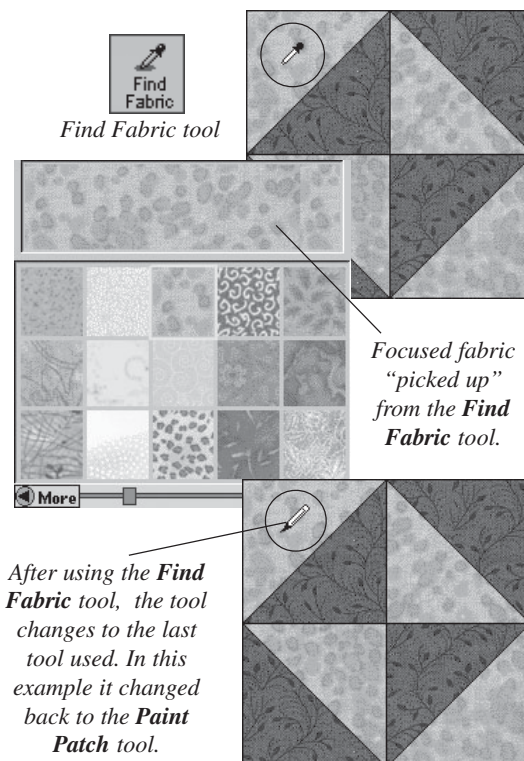 Find
Fabric
Find Fabric tool
Focused fabric
“picked up”
from the Find
Fabric tool.
More
After using the Find
Fabric tool, the tool
changes to the last
tool used. In this
example it changed
back to the Paint
Patch tool.